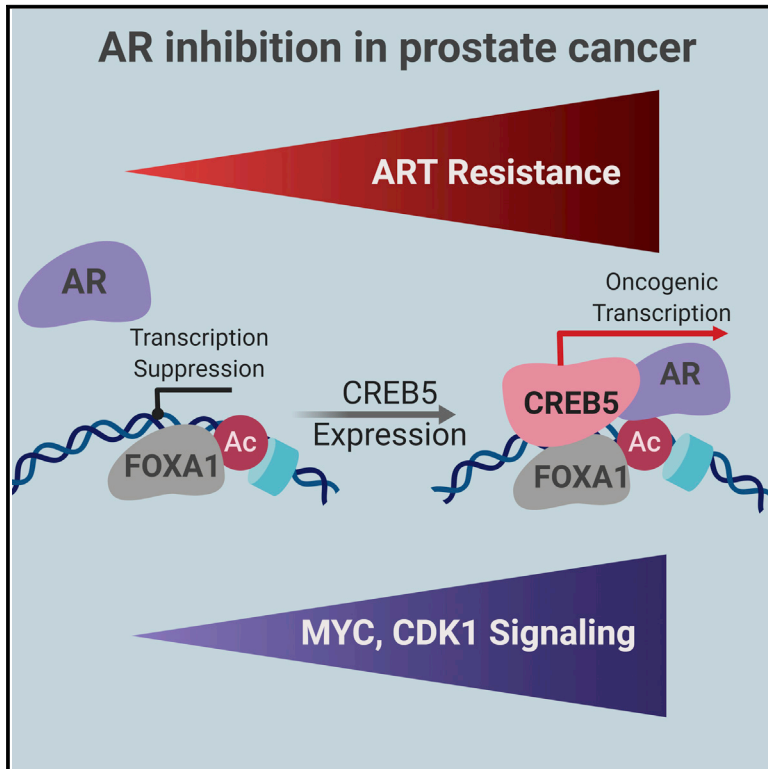 AR inhibition in prostate cancer
ART Resistance
AR
Transcription
Suppression
FOXA1
Ac
CREB5
Expression
Oncogenic
Transcription
CREB5
AR
FOXA1
Ac
MYC, CDK1 Signaling